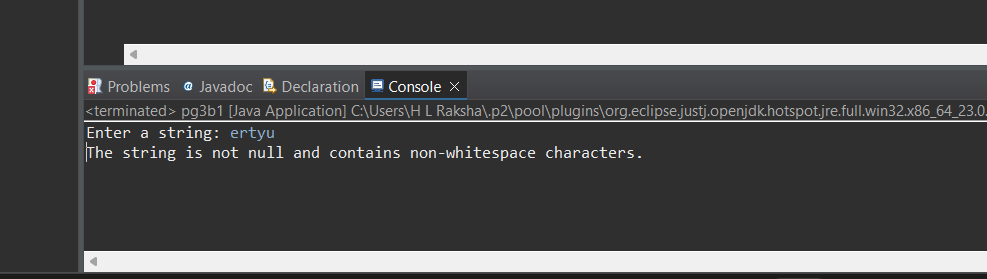 Problems @ Javadoc Declaration Console
<terminated> pg3b1 [Java Application] C:\Users\H L Raksha\.p2\pool\plugins\org.eclipse.justj.openjdk.hotspot.jre.full.win32.x86_64_23.0.
Enter a string: ertyu
The string is not null and contains non-whitespace characters.